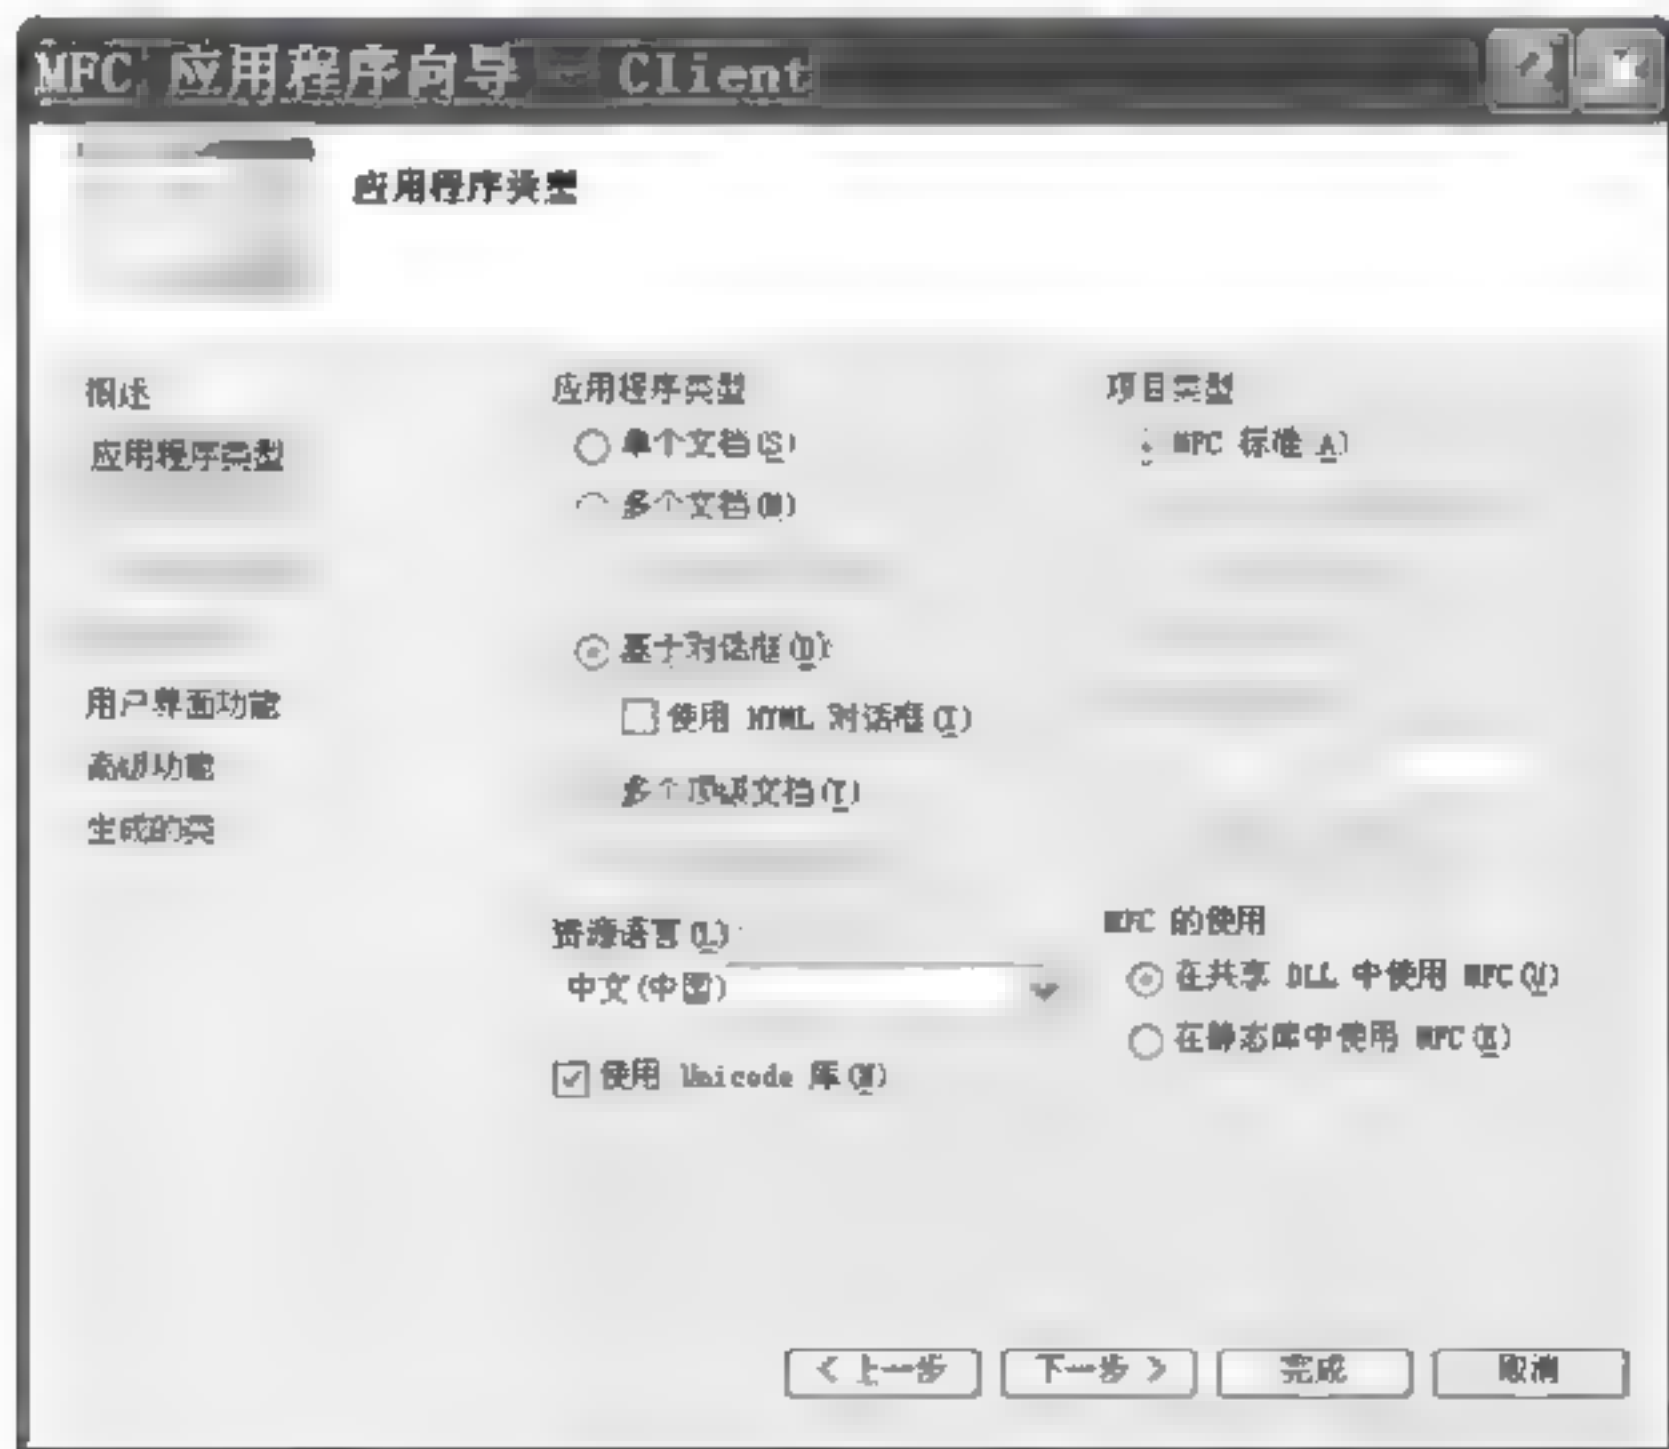 MFC 应用程序向导 - Client
应用程序类型
概述
应用程序类型
用户界面功能
高级功能
生成的类
应用程序类型
单个文档(S)
多个文档(M)
基于对话框(D)
使用 HTML 对话框(I)
多个顶级文档(T)
资源语言(L)
中文(中国)
使用 Unicode 库(N)
项目类型
MFC 标准(A)
MFC 的使用
在共享 DLL 中使用 MFC(U)
在静态库中使用 MFC(E)
< 上一步
下一步 >
完成
取消